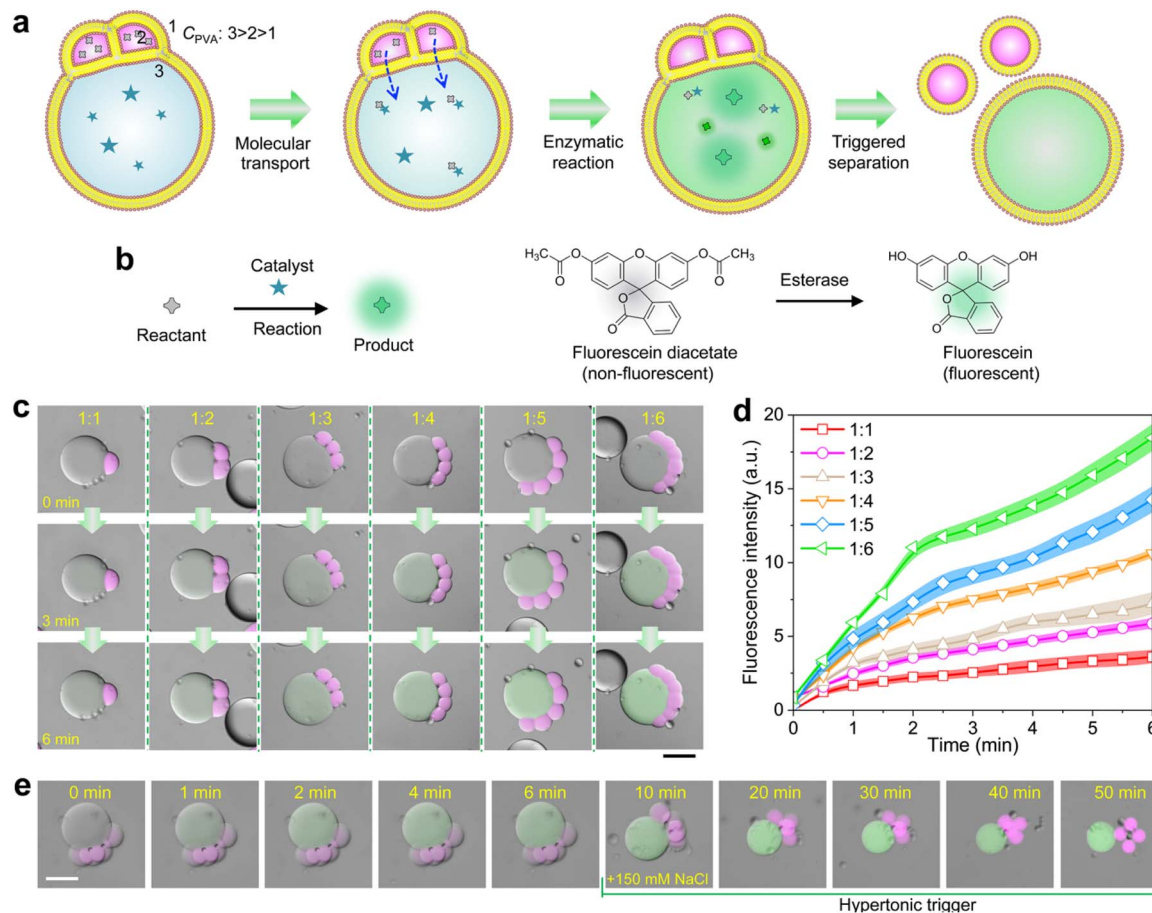 a
1
2
3
C_PVA: 3>2>1
Molecular
transport
Enzymatic
reaction
Triggered
separation
b
Catalyst
Reactant
Reaction
Product
H₃C
O
O
O
O
CH₃
O
O
O
Fluorescein diacetate
(non-fluorescent)
Esterase
HO
O
OH
O
O
Fluorescein
(fluorescent)
c
1:1
1:2
1:3
1:4
1:5
1:6
0 min
3 min
6 min
d
Fluorescence intensity (a.u.)
20
15
10
5
0
1:1
1:2
1:3
1:4
1:5
1:6
0
1
2
3
4
5
6
Time (min)
e
0 min
1 min
2 min
4 min
6 min
10 min
20 min
30 min
40 min
50 min
+150 mM NaCl
Hypertonic trigger